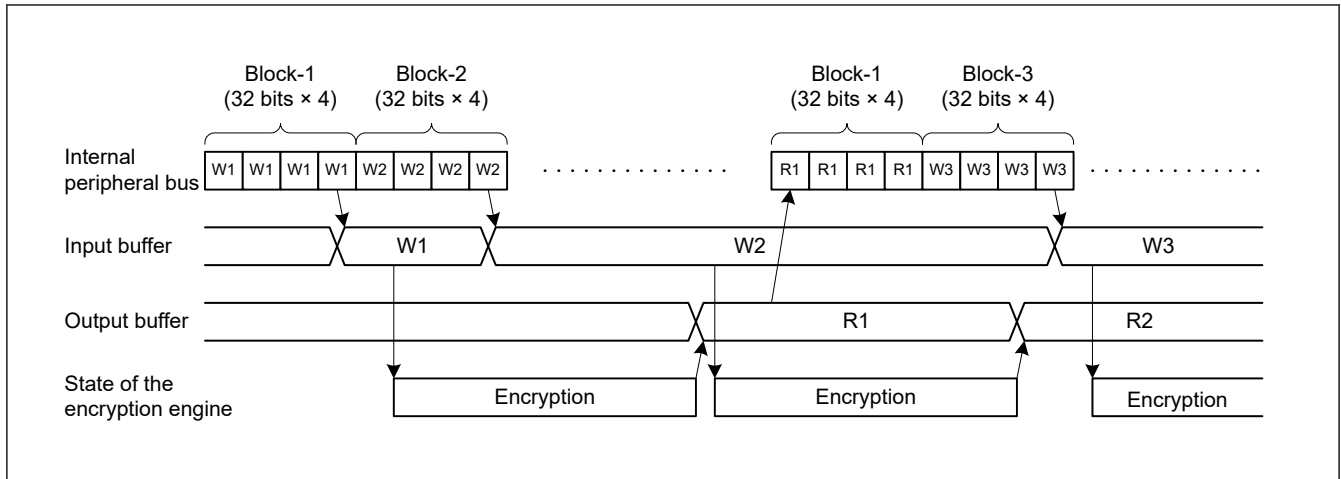 Block-1 Block-2 Block-1 Block-3
(32 bits × 4) (32 bits × 4) (32 bits × 4) (32 bits × 4)
Internal
peripheral bus
W1 W1 W1 W1 W2 W2 W2 W2 . . . . . . . . . . . . . . R1 R1 R1 R1 W3 W3 W3 W3 . . . . . . . . . . . . .
Input buffer W1 W2 W3
Output buffer R1 R2
State of the
encryption engine
Encryption Encryption Encryption